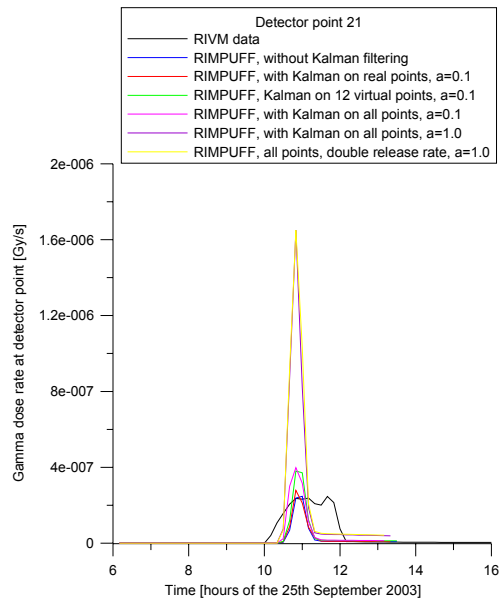 Detector point 21
RIVM data
RIMPUFF, without Kalman filtering
RIMPUFF, with Kalman on real points, a=0.1
RIMPUFF, Kalman on 12 virtual points, a=0.1
RIMPUFF, with Kalman on all points, a=0.1
RIMPUFF, with Kalman on all points, a=1.0
RIMPUFF, all points, double release rate, a=1.0
2e-006
1.6e-006
1.2e-006
8e-007
4e-007
0
Gamma dose rate at detector point [Gy/s]
6 8 10 12 14 16
Time [hours of the 25th September 2003]